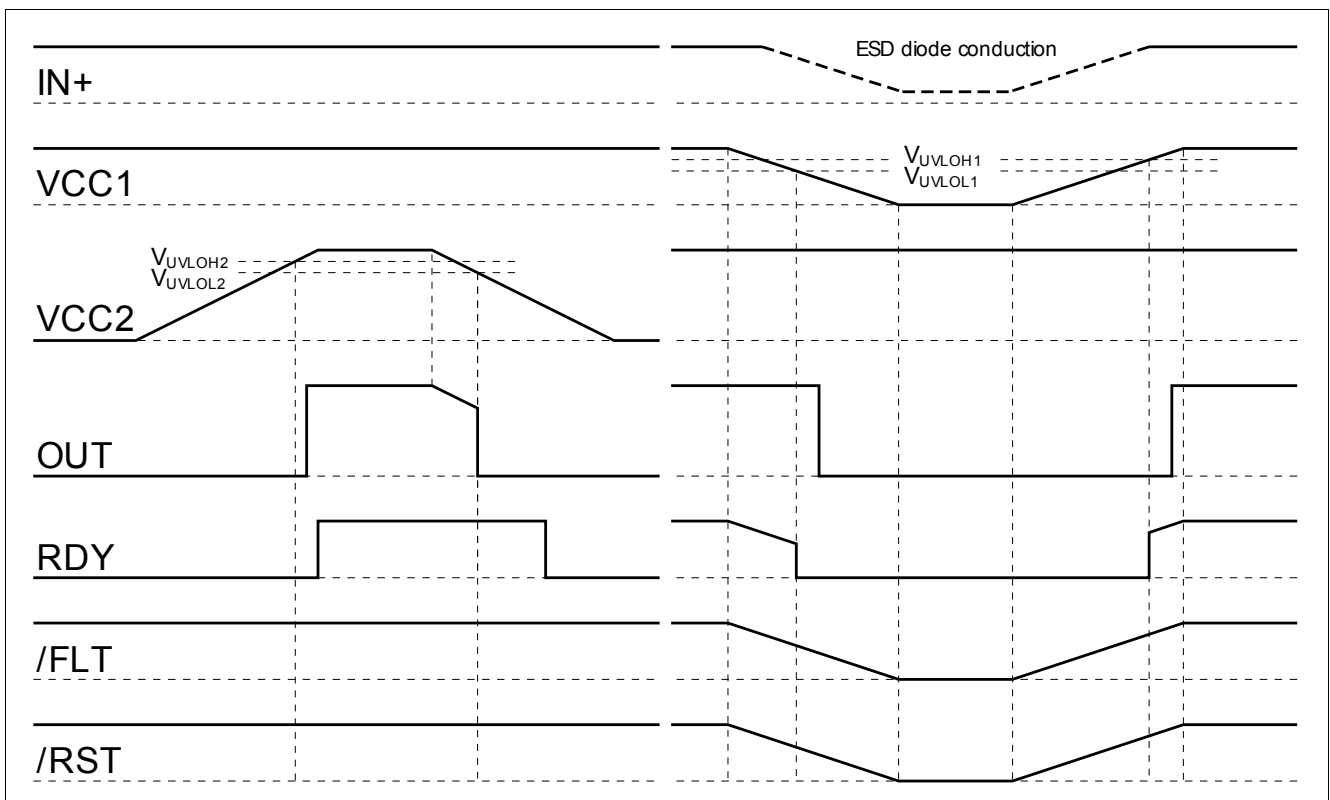 ESD diode conduction
IN+
VUVLOH1
VUVLOL1
VCC1
VUVLOH2
VUVLOL2
VCC2
OUT
RDY
/FLT
/RST